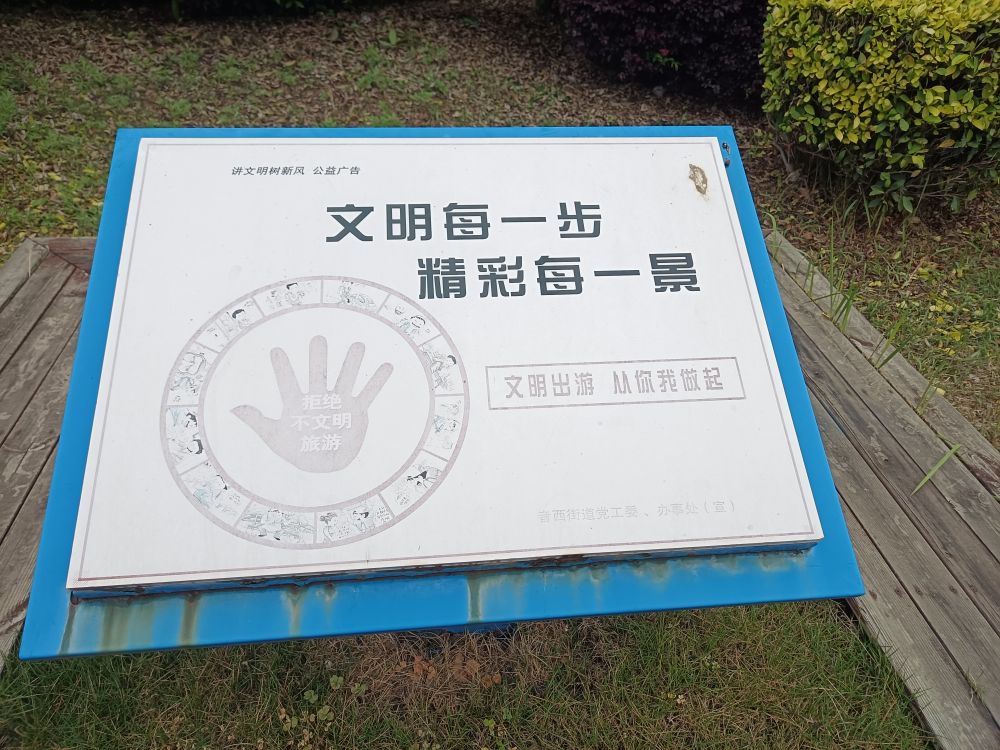 讲文明树新风 公益广告
文明每一步
精彩每一景
文明出游 从你我做起
拒绝
不文明
旅游
音西街道党工委、办事处（宣）